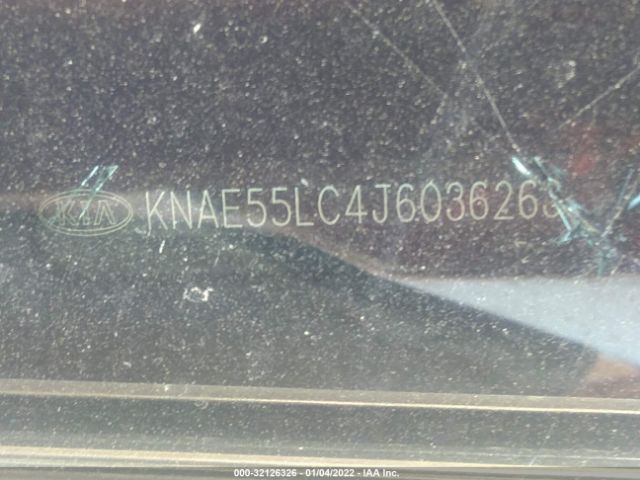 KIA KNAE55LC4J6036263
000-32126326 - 01/04/2022 - IAA Inc.